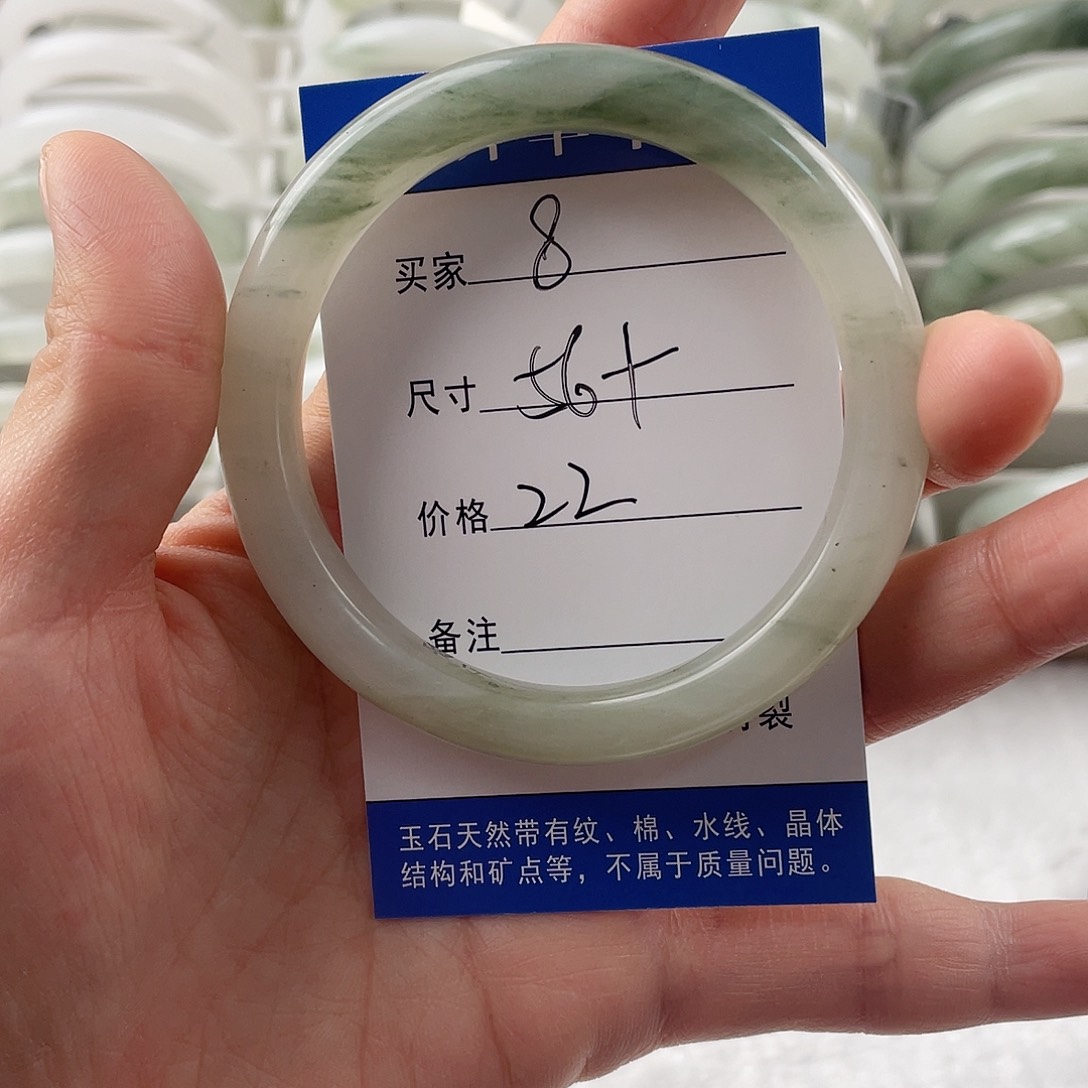 买家 8
尺寸 56+
价格 22
备注
裂
玉石天然带有纹、棉、水线、晶体
结构和矿点等，不属于质量问题。